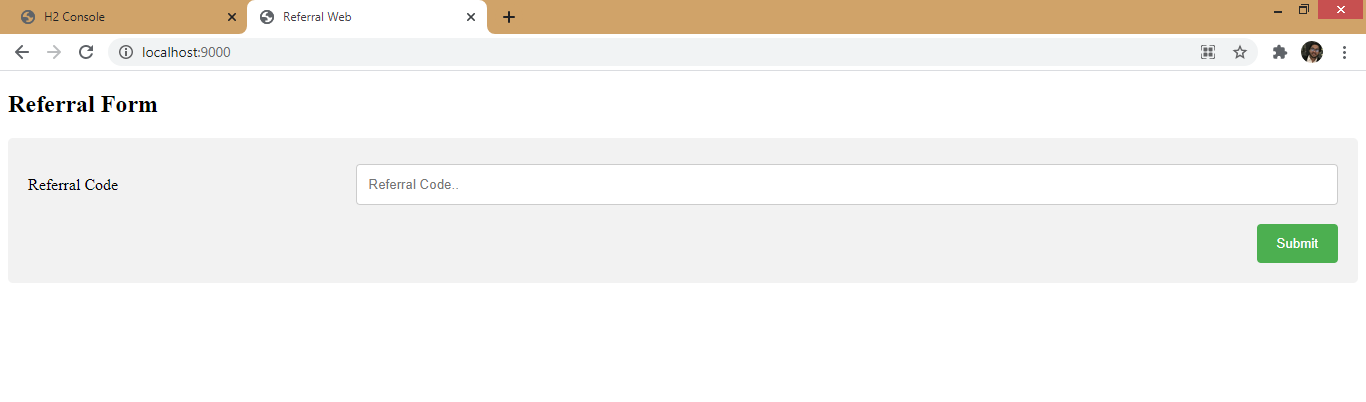 H2 Console
Referral Web
localhost:9000
Referral Form
Referral Code
Referral Code..
Submit